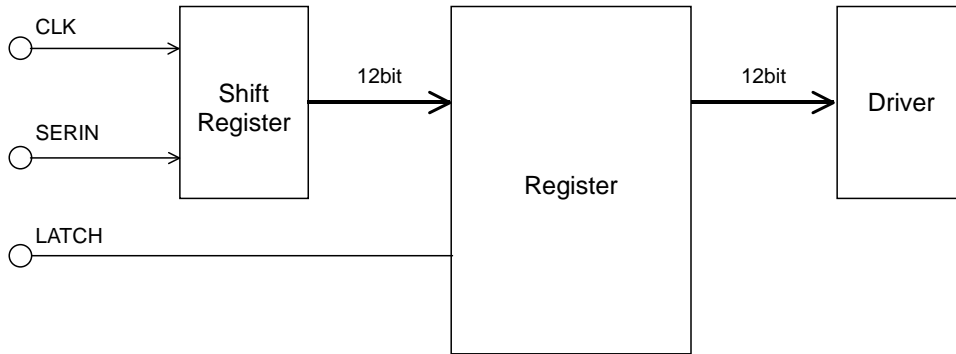 CLK
SERIN
LATCH
Shift
Register
12bit
Register
12bit
Driver